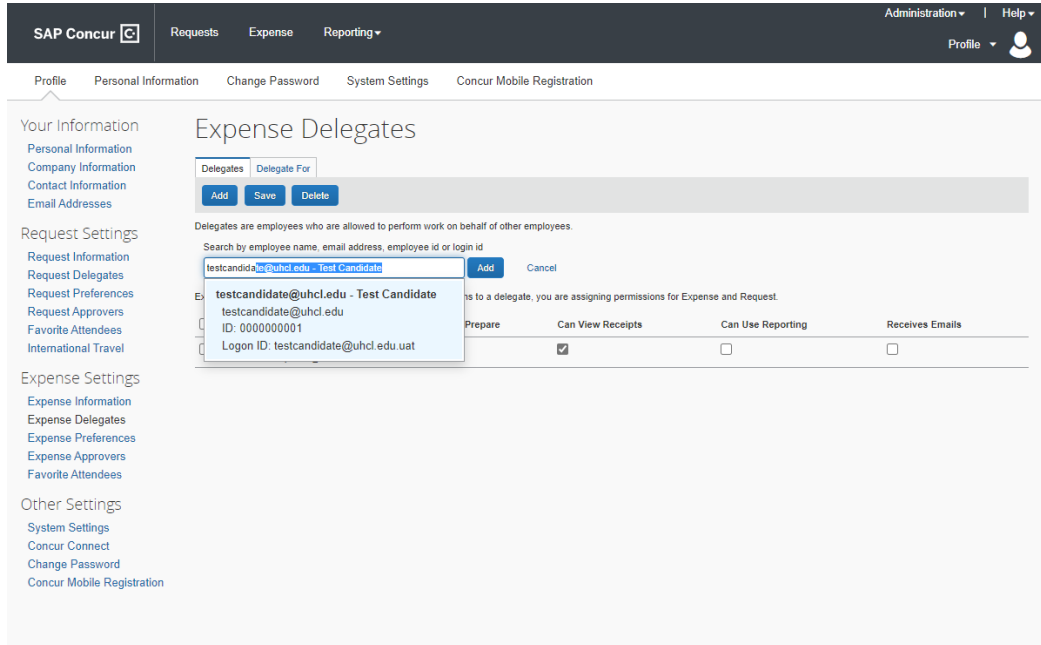 Administration | Help
SAP Concur C. Requests Expense Reporting
Profile
Profile Personal Information Change Password System Settings Concur Mobile Registration
Your Information
Personal Information
Company Information
Contact Information
Email Addresses
Request Settings
Request Information
Request Delegates
Request Preferences
Request Approvers
Favorite Attendees
International Travel
Expense Settings
Expense Information
Expense Delegates
Expense Preferences
Expense Approvers
Favorite Attendees
Other Settings
System Settings
Concur Connect
Change Password
Concur Mobile Registration
Expense Delegates
Delegates Delegate For
Add Save Delete
Delegates are employees who are allowed to perform work on behalf of other employees.
Search by employee name, email address, employee id or login id
testcandidate@uhcl.edu - Test Candidate Add Cancel
testcandidate@uhcl.edu - Test Candidate
testcandidate@uhcl.edu
ID: 0000000001
Logon ID: testcandidate@uhcl.edu.uat
to a delegate, you are assigning permissions for Expense and Request.
Prepare Can View Receipts Can Use Reporting Receives Emails